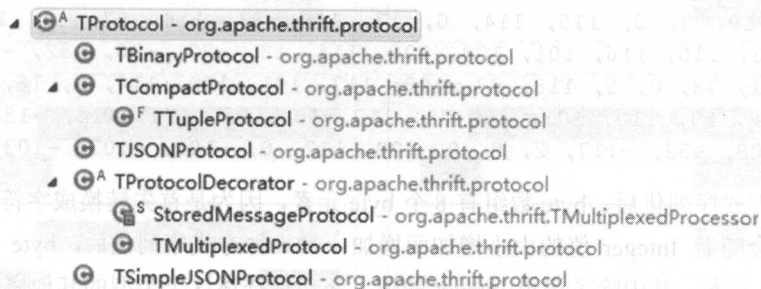 TProtocol - org.apache.thrift.protocol
TBinaryProtocol - org.apache.thrift.protocol
TCompactProtocol - org.apache.thrift.protocol
TTupleProtocol - org.apache.thrift.protocol
TJSONProtocol - org.apache.thrift.protocol
TProtocolDecorator - org.apache.thrift.protocol
StoredMessageProtocol - org.apache.thrift.TMultiplexedProcessor
TMultiplexedProtocol - org.apache.thrift.protocol
TSimpleJSONProtocol - org.apache.thrift.protocol